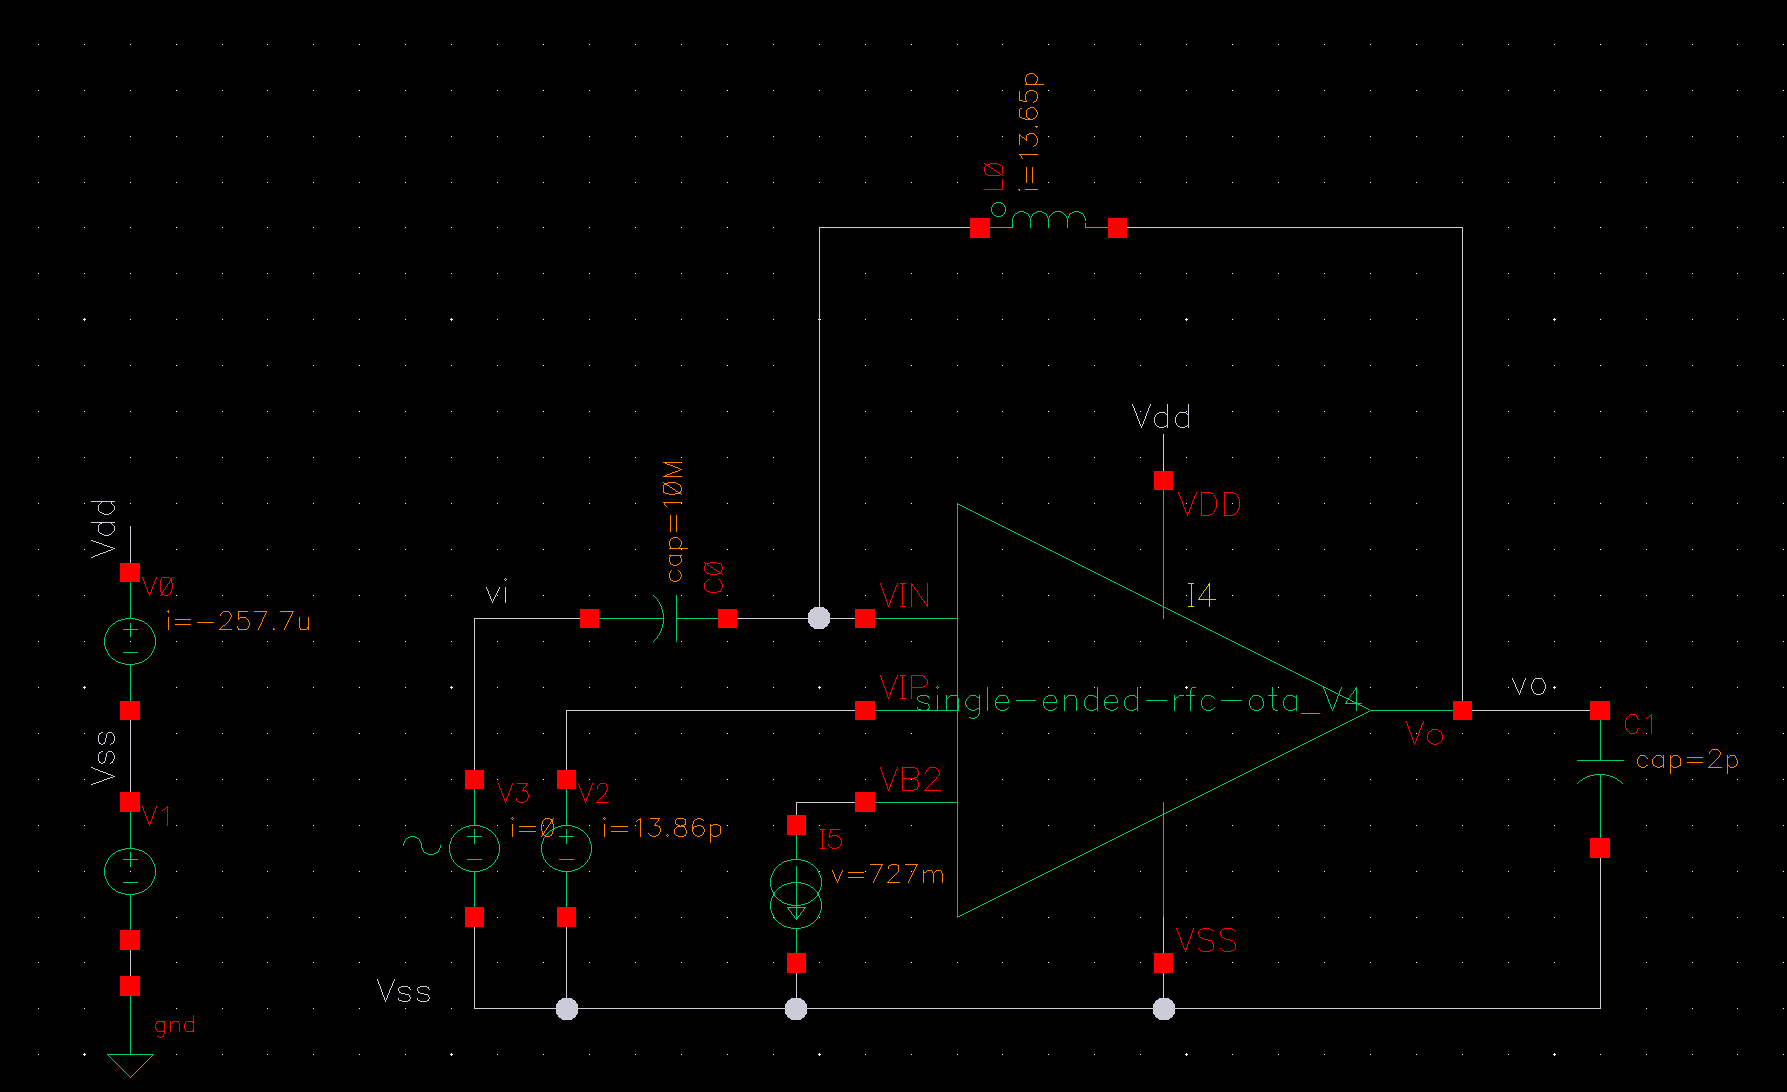 L0
i=13.65p
Vdd
VDD
Vdd
V0
i=-257.7u
cap=10M
C0
vi
VIN
I4
VIP
single-ended-rfc-ota_V4
vo
Vo
C1
cap=2p
Vss
V1
V3
i=0
V2
i=13.86p
VB2
I5
v=727m
VSS
Vss
gnd